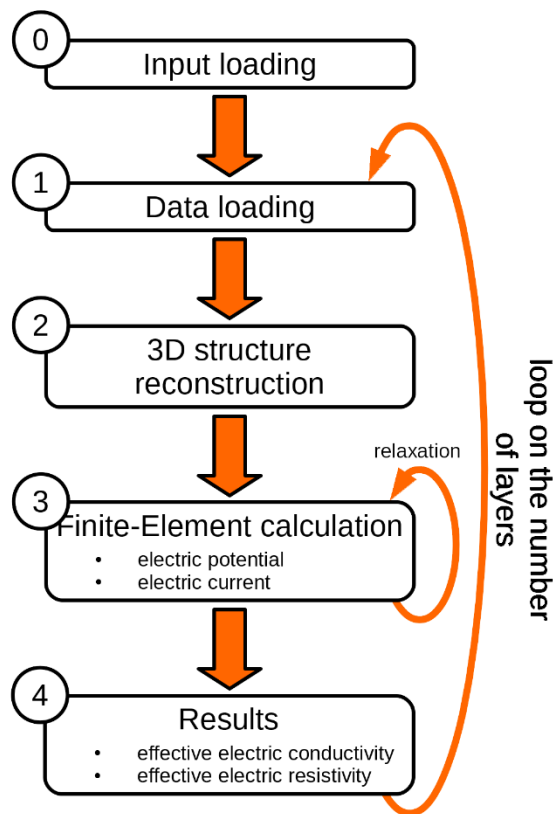 0
Input loading
1
Data loading
2
3D structure
reconstruction
relaxation
3
Finite-Element calculation
• electric potential
• electric current
4
Results
• effective electric conductivity
• effective electric resistivity
loop on the number
of layers